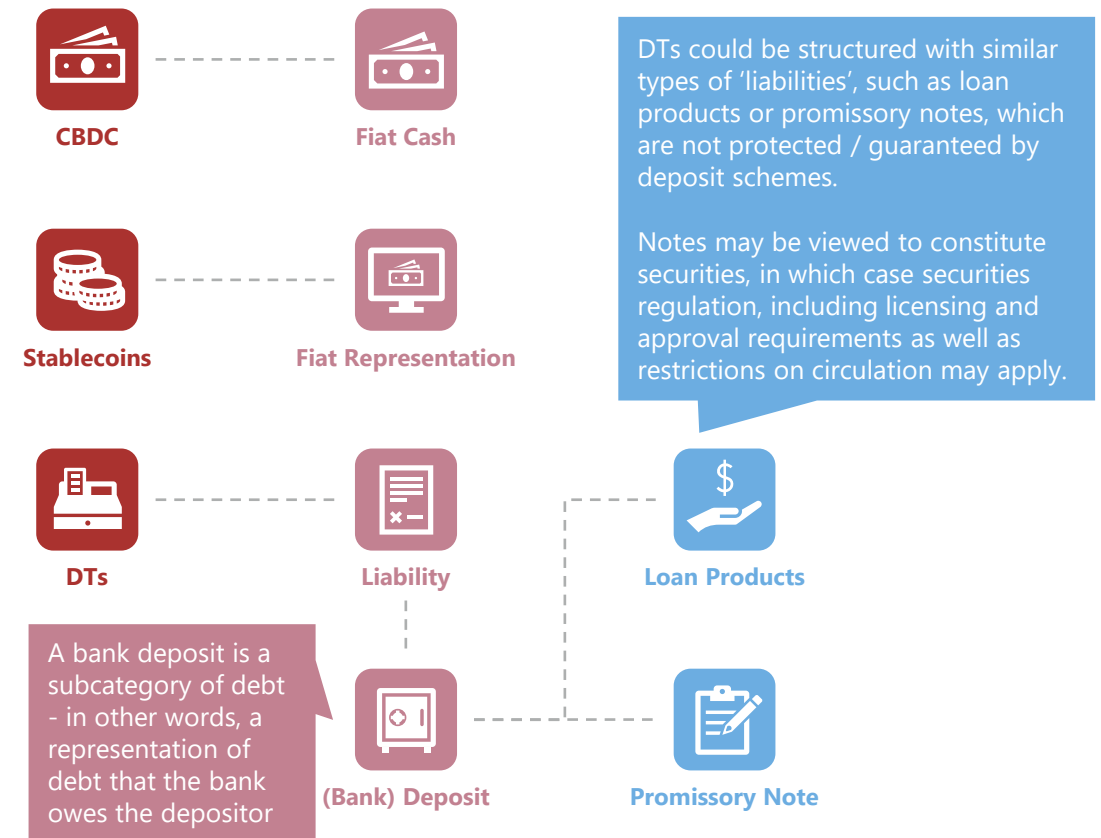 CBDC
Fiat Cash
DTs could be structured with similar
types of ‘liabilities’, such as loan
products or promissory notes, which
are not protected / guaranteed by
deposit schemes.
Notes may be viewed to constitute
securities, in which case securities
regulation, including licensing and
approval requirements as well as
restrictions on circulation may apply.
Stablecoins
Fiat Representation
DTs
Liability
$
Loan Products
A bank deposit is a
subcategory of debt
- in other words, a
representation of
debt that the bank
owes the depositor
(Bank) Deposit
Promissory Note